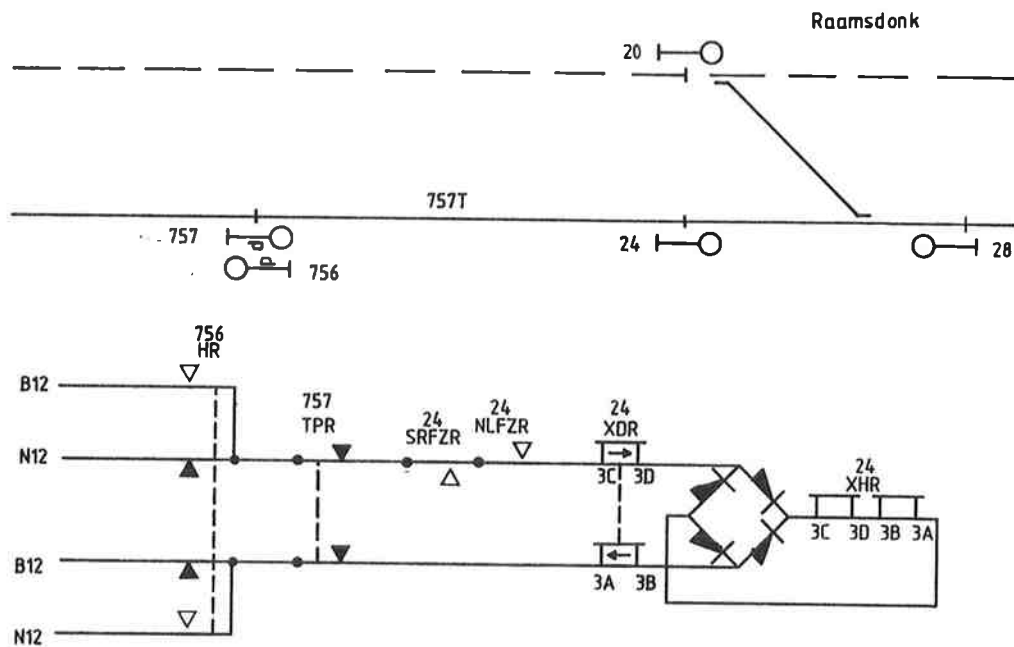 Raamsdonk
20
757T
757
24
28
756
756
HR
B12
757
TPR
24
SRFZR
24
NLFZR
24
XDR
N12
3C 3D
24
XHR
3C 3D 3B 3A
B12
3A 3B
N12